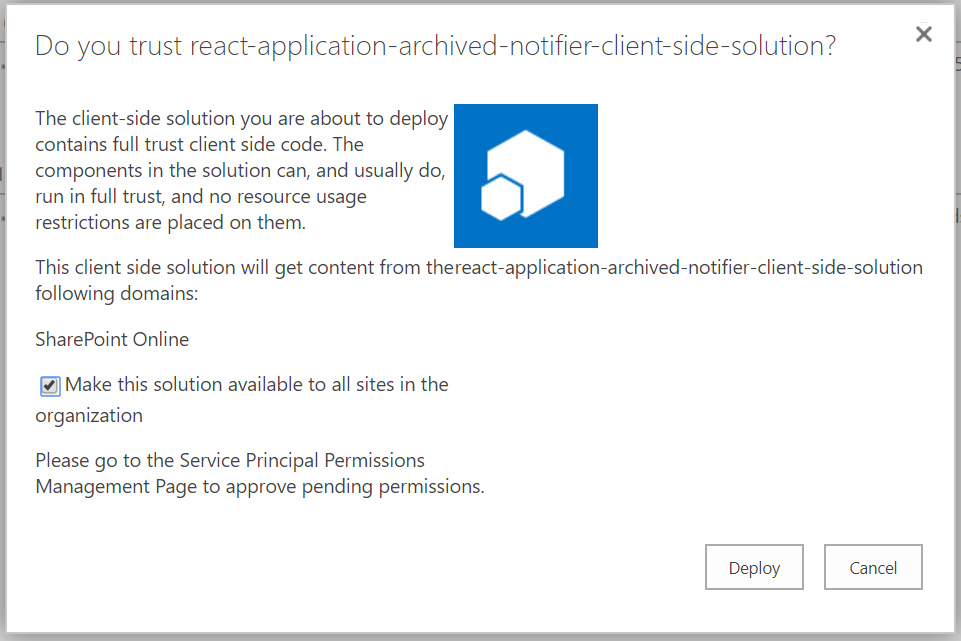 Do you trust react-application-archived-notifier-client-side-solution?
The client-side solution you are about to deploy
contains full trust client side code. The
components in the solution can, and usually do,
run in full trust, and no resource usage
restrictions are placed on them.
This client side solution will get content from the
following domains:
react-application-archived-notifier-client-side-solution
SharePoint Online
Make this solution available to all sites in the
organization
Please go to the Service Principal Permissions
Management Page to approve pending permissions.
Deploy
Cancel